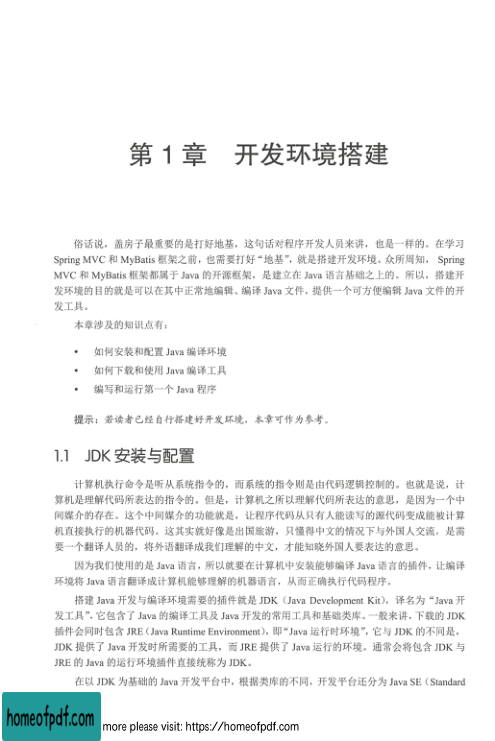 第 1 章 开发环境搭建
俗话说，盖房子最重要的是打好地基，这句话对程序开发人员来讲，也是一样的。在学习
Spring MVC 和 MyBatis 框架之前，也需要打好“地基”，就是搭建开发环境。众所周知， Spring
MVC 和 MyBatis 框架都属于 Java 的开源框架，是建立在 Java 语言基础之上的。所以，搭建开
发环境的目的就是可以在其中正常地编辑、编译 Java 文件，提供一个可方便编辑 Java 文件的开
发工具。
本章涉及的知识点有：
• 如何安装和配置 Java 编译环境
• 如何下载和使用 Java 编译工具
• 编写和运行第一个 Java 程序
提示：若读者已经自行搭建好开发环境，本章可作为参考。
1.1 JDK 安装与配置
计算机执行命令是听从系统指令的，而系统的指令则是由代码逻辑控制的。也就是说，计
算机是理解代码所表达的指令的。但是，计算机之所以理解代码所表达的意思，是因为一个中
间媒介的存在。这个中间媒介的功能就是，让程序代码从只有人能读写的源代码变成能被计算
机直接执行的机器代码。这其实就好像是出国旅游，只懂得中文的情况下与外国人交流，是需
要一个翻译人员的，将外语翻译成我们理解的中文，才能知晓外国人要表达的意思。
因为我们使用的是 Java 语言，所以就要在计算机中安装能够编译 Java 语言的插件，让编译
环境将 Java 语言翻译成计算机能够理解的机器语言，从而正确执行代码程序。
搭建 Java 开发与编译环境需要的插件就是 JDK（Java Development Kit），译名为“Java 开
发工具”，它包含了 Java 的编译工具及 Java 开发的常用工具和基础类库。一般来讲，下载的 JDK
插件会同时包含 JRE（Java Runtime Environment），即“Java 运行时环境”，它与 JDK 的不同是，
JDK 提供了 Java 开发时所需要的工具，而 JRE 提供了 Java 运行的环境。通常会将包含 JDK 与
JRE 的 Java 的运行环境插件直接统称为 JDK。
在以 JDK 为基础的 Java 开发平台中，根据类库的不同，开发平台还分为 Java SE（Standard
homeofpdf.com
more please visit: https://homeofpdf.com